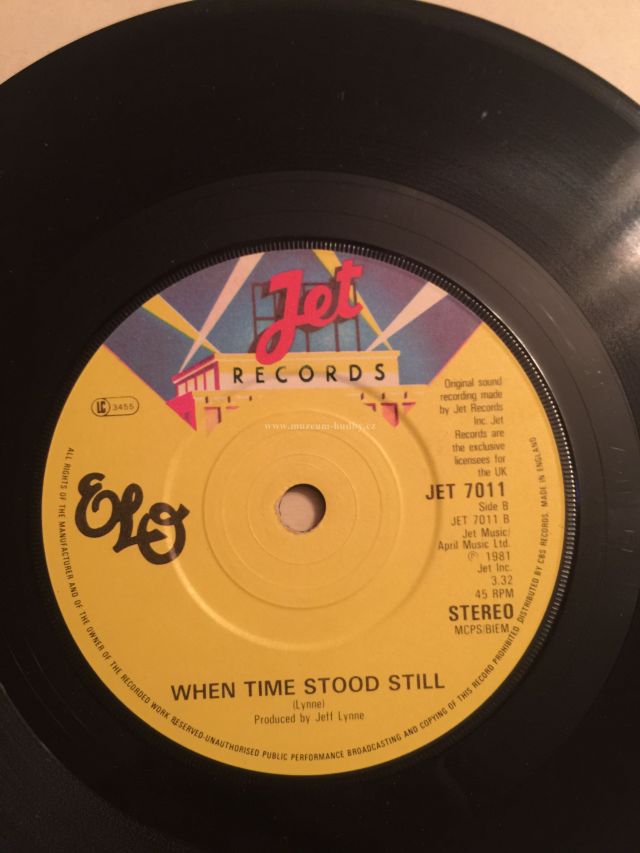 Jet
RECORDS
LC 3455
www.muzeum-hudby.cz
Original sound
recording made
by Jet Records
Inc. Jet
Records are
the exclusive
licensees for
the UK
JET 7011
Side B
JET 7011 B
Jet Music/
April Music Ltd.
℗ 1981
Jet Inc.
3.32
45 RPM
STEREO
MCPS/BIEM
ELO
WHEN TIME STOOD STILL
(Lynne)
Produced by Jeff Lynne
ALL RIGHTS OF THE MANUFACTURER AND OF THE OWNER OF THE RECORDED WORK RESERVED-UNAUTHORISED PUBLIC PERFORMANCE BROADCASTING AND COPYING OF THIS RECORD PROHIBITED DISTRIBUTED BY CBS RECORDS, MADE IN ENGLAND